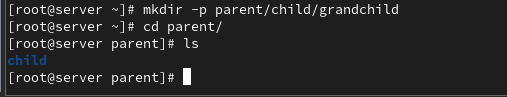 [root@server ~]# mkdir -p parent/child/grandchild
[root@server ~]# cd parent/
[root@server parent]# ls
child
[root@server parent]#